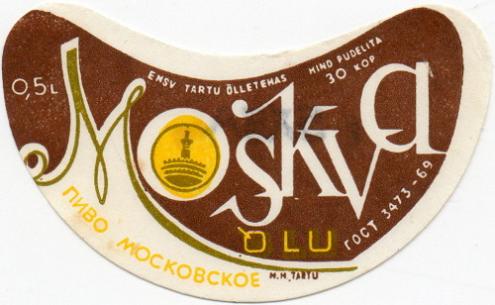 0,5 L
EMSV TARTU ÕLLETEHAS
HIND PUDELITA
30 KOP
Moskva
ÕLU
ГОСТ 3473-69
ПИВО МОСКОВСКОЕ
M.M. TARTU